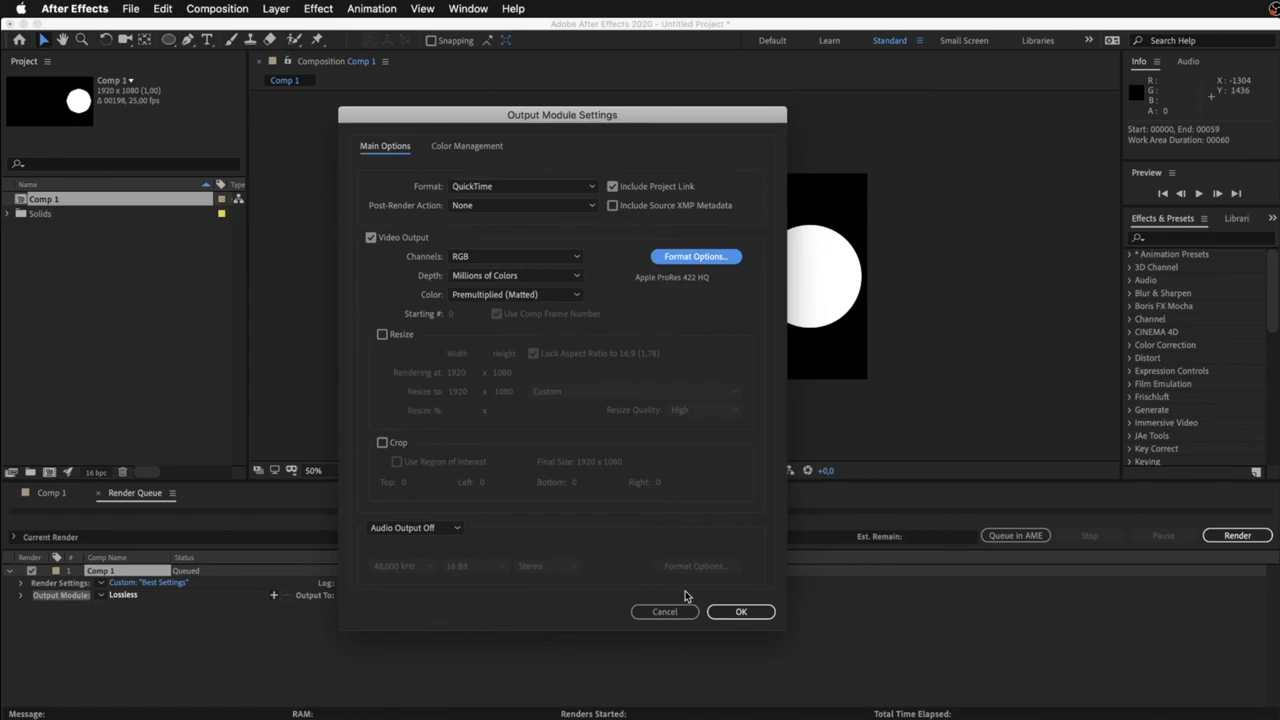 After Effects File Edit Composition Layer Effect Animation View Window Help
Adobe After Effects 2020 - Untitled Project *
Snapping Default Learn Standard Small Screen Libraries Search Help
Project
Comp 1
1920 x 1080 (1,00)
Δ 00198, 25,00 fps
Name Type
Comp 1
Solids
16 bpc
Composition Comp 1
Comp 1
50%
+0,0
Output Module Settings
Main Options Color Management
Format: QuickTime Include Project Link
Post-Render Action: None Include Source XMP Metadata
Video Output
Channels: RGB Format Options...
Depth: Millions of Colors Apple ProRes 422 HQ
Color: Premultiplied (Matted)
Starting #: 0 Use Comp Frame Number
Resize
Width Height Lock Aspect Ratio to 16:9 (1,78)
Rendering at: 1920 x 1080
Resize to: 1920 x 1080 Custom
Resize %: x Resize Quality: High
Crop
Use Region of Interest Final Size: 1920 x 1080
Top: 0 Left: 0 Bottom: 0 Right: 0
Audio Output Off
48,000 kHz 16 Bit Stereo Format Options...
Cancel OK
Info Audio
R: X: -1304
G: Y: 1436
B:
A: 0
Start: 00000, End: 00059
Work Area Duration: 00060
Preview
Effects & Presets Librari
* Animation Presets
3D Channel
Audio
Blur & Sharpen
Boris FX Mocha
Channel
CINEMA 4D
Color Correction
Distort
Expression Controls
Film Emulation
Frischluft
Generate
Immersive Video
JAe Tools
Key Correct
Keying
Comp 1 Render Queue
Current Render Est. Remain: Queue in AME Stop Pause Render
Render # Comp Name Status
1 Comp 1 Queued
Render Settings: Custom: "Best Settings" Log:
Output Module: Lossless + Output To:
Message: RAM: Renders Started: Total Time Elapsed: